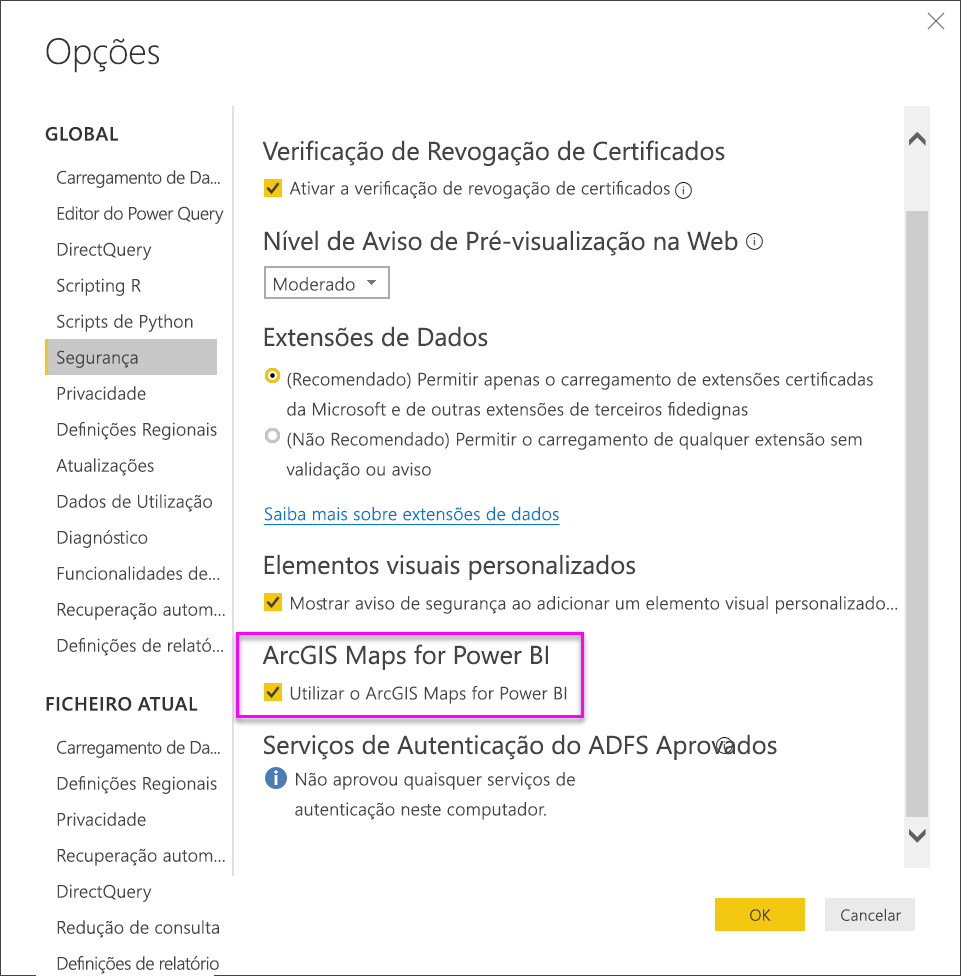 Opções
GLOBAL
Carregamento de Da...
Editor do Power Query
DirectQuery
Scripting R
Scripts de Python
Segurança
Privacidade
Definições Regionais
Atualizações
Dados de Utilização
Diagnóstico
Funcionalidades de...
Recuperação autom...
Definições de relató...
FICHEIRO ATUAL
Carregamento de Da...
Definições Regionais
Privacidade
Recuperação autom...
DirectQuery
Redução de consulta
Definições de relatório
Verificação de Revogação de Certificados
Ativar a verificação de revogação de certificados
Nível de Aviso de Pré-visualização na Web
Moderado
Extensões de Dados
(Recomendado) Permitir apenas o carregamento de extensões certificadas
da Microsoft e de outras extensões de terceiros fidedignas
(Não Recomendado) Permitir o carregamento de qualquer extensão sem
validação ou aviso
Saiba mais sobre extensões de dados
Elementos visuais personalizados
Mostrar aviso de segurança ao adicionar um elemento visual personalizado...
ArcGIS Maps for Power BI
Utilizar o ArcGIS Maps for Power BI
Serviços de Autenticação do ADFS Aprovados
Não aprovou quaisquer serviços de
autenticação neste computador.
OK
Cancelar